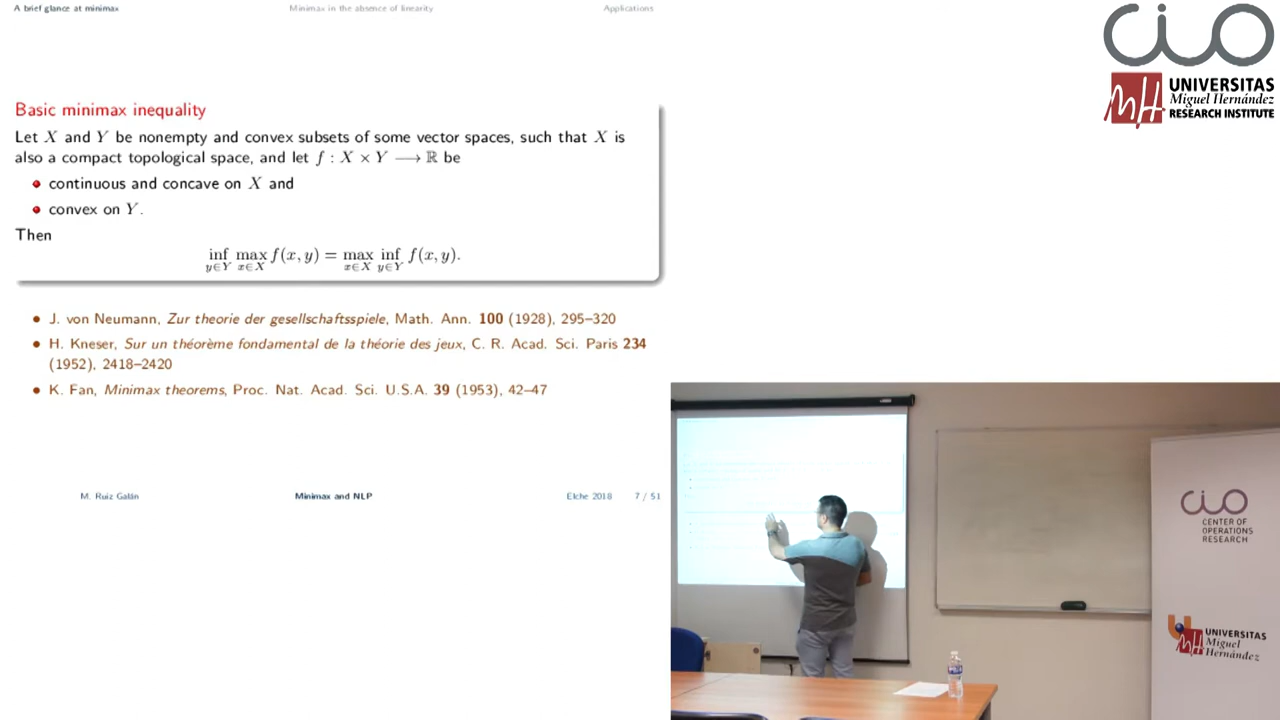 A brief glance at minimax
Minimax in the absence of linearity
Applications
Basic minimax inequality
Let X and Y be nonempty and convex subsets of some vector spaces, such that X is
also a compact topological space, and let f : X × Y ⟶ ℝ be
• continuous and concave on X and
• convex on Y.
Then
inf max f(x, y) = max inf f(x, y).
y∈Y x∈X x∈X y∈Y
• J. von Neumann, Zur theorie der gesellschaftsspiele, Math. Ann. 100 (1928), 295–320
• H. Kneser, Sur un théorème fondamental de la théorie des jeux, C. R. Acad. Sci. Paris 234
(1952), 2418–2420
• K. Fan, Minimax theorems, Proc. Nat. Acad. Sci. U.S.A. 39 (1953), 42–47
M. Ruiz Galán
Minimax and NLP
Elche 2018
7 / 51
CIO
UNIVERSITAS
Miguel Hernández
RESEARCH INSTITUTE
CIO
CENTER OF
OPERATIONS
RESEARCH
UNIVERSITAS
Miguel
Hernández